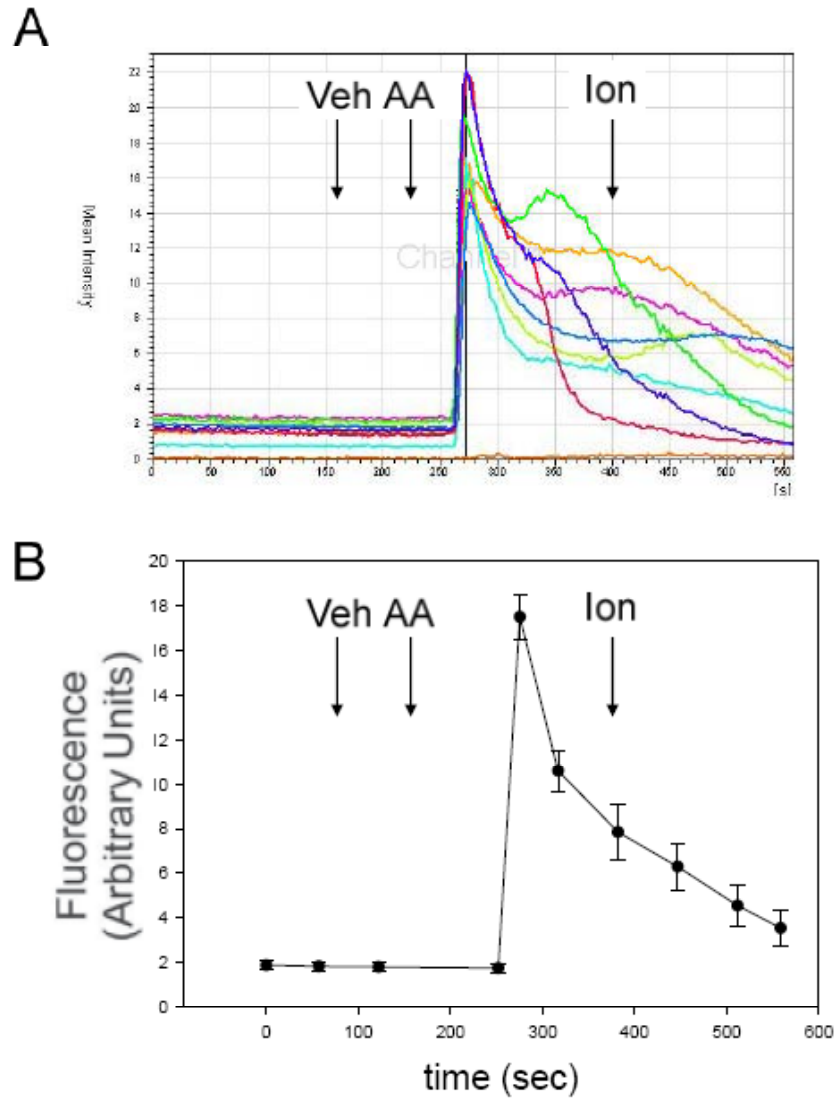 A
Veh AA Ion
22
20
18
16
14
12
10
8
6
4
2
0
Mean Intensity
Channel
0 50 100 150 200 250 300 350 400 450 500 550
[s]
B
Veh AA Ion
20
18
16
14
12
10
8
6
4
2
0
Fluorescence
(Arbitrary Units)
0 100 200 300 400 500 600
time (sec)